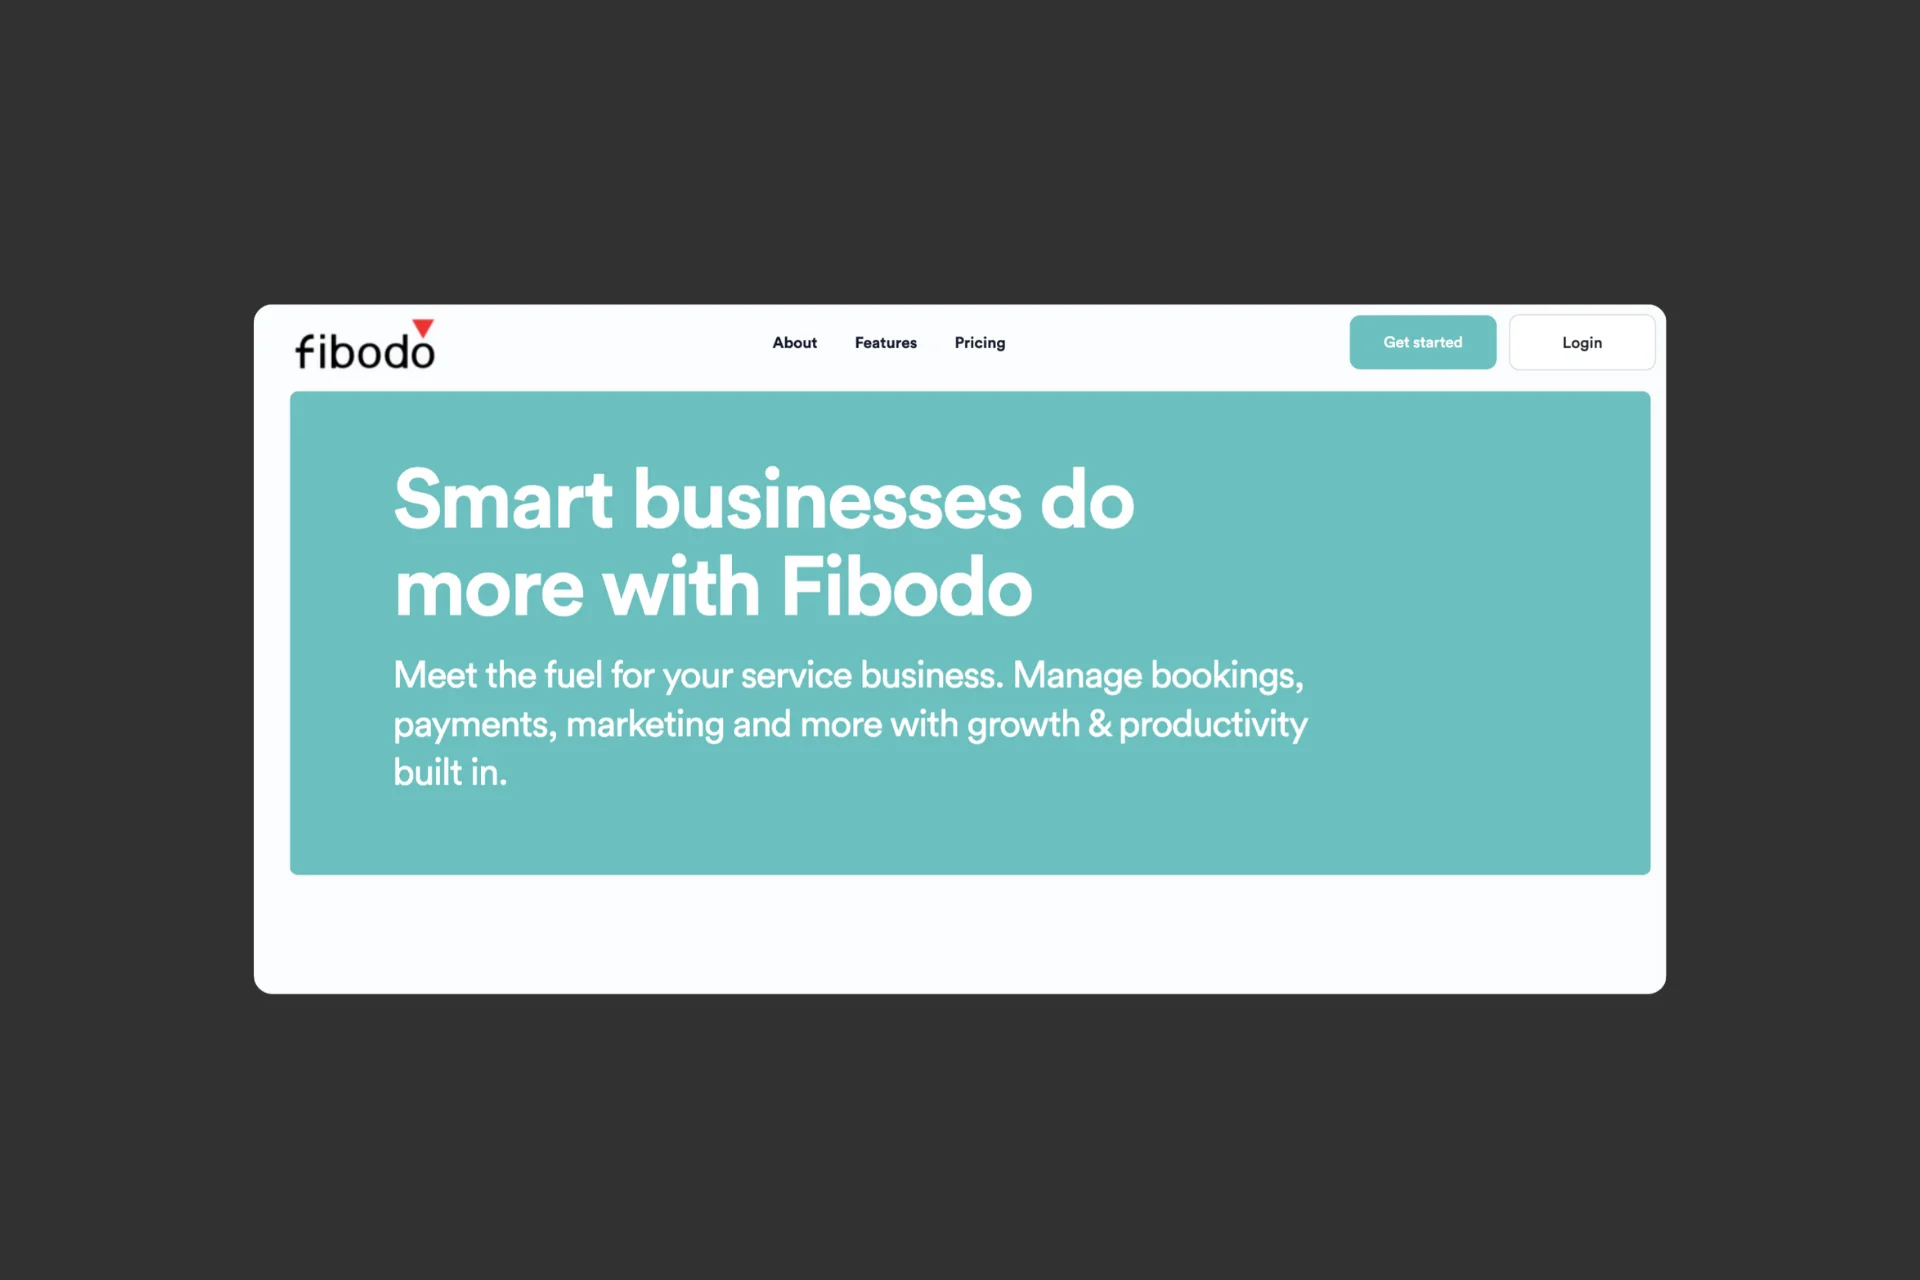 fibodo
About Features Pricing
Get started Login
Smart businesses do
more with Fibodo
Meet the fuel for your service business. Manage bookings,
payments, marketing and more with growth & productivity
built in.